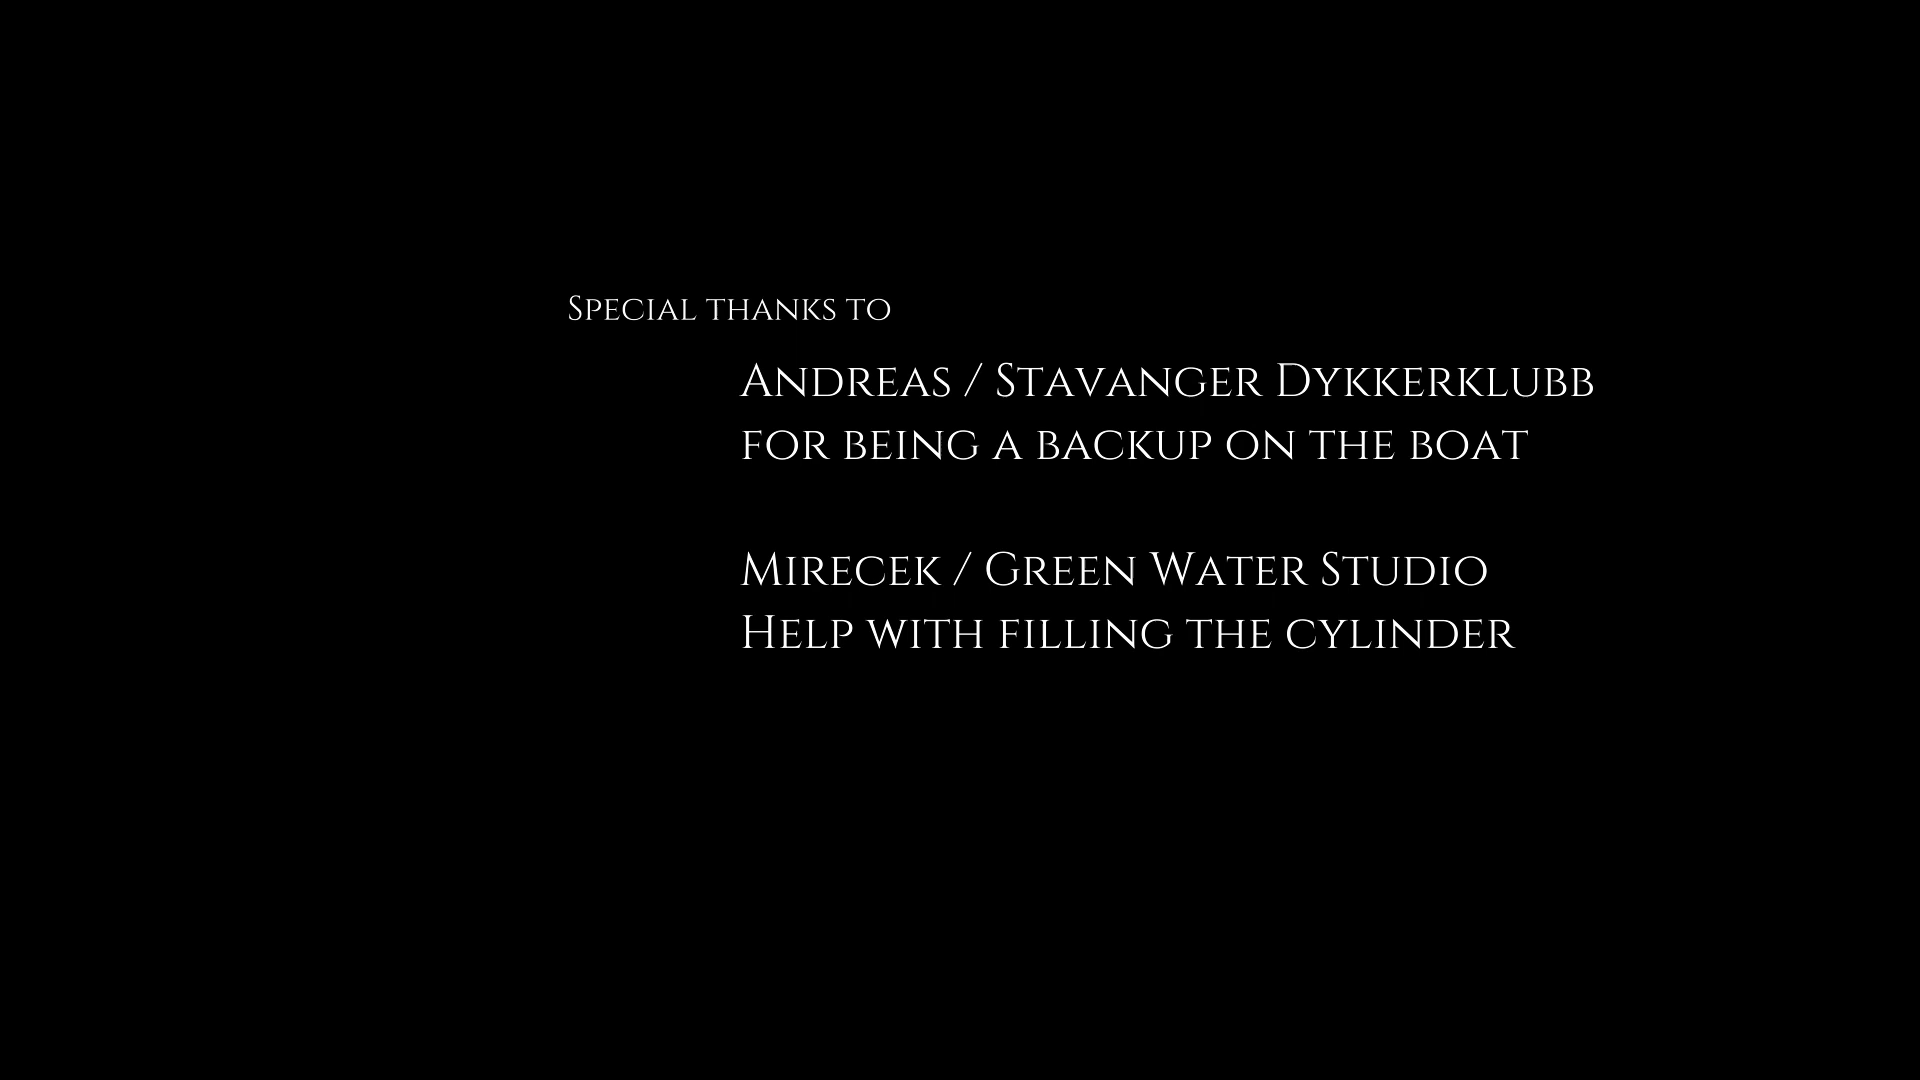 Special thanks to
Andreas / Stavanger Dykkerklubb
for being a backup on the boat
Mirecek / Green Water Studio
Help with filling the cylinder